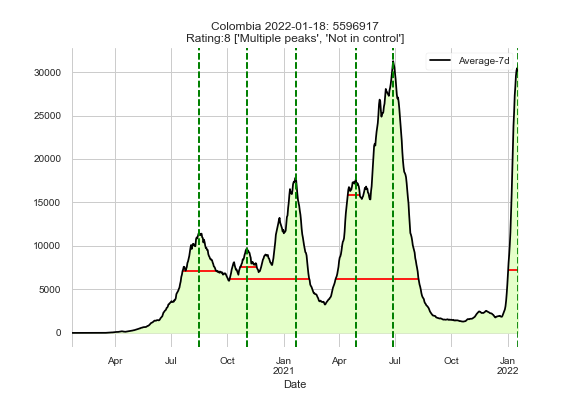 Colombia 2022-01-18: 5596917
Rating:8 ['Multiple peaks', 'Not in control']
Average-7d
30000
25000
20000
15000
10000
5000
0
Apr Jul Oct Jan Apr Jul Oct Jan
2021 2022
Date